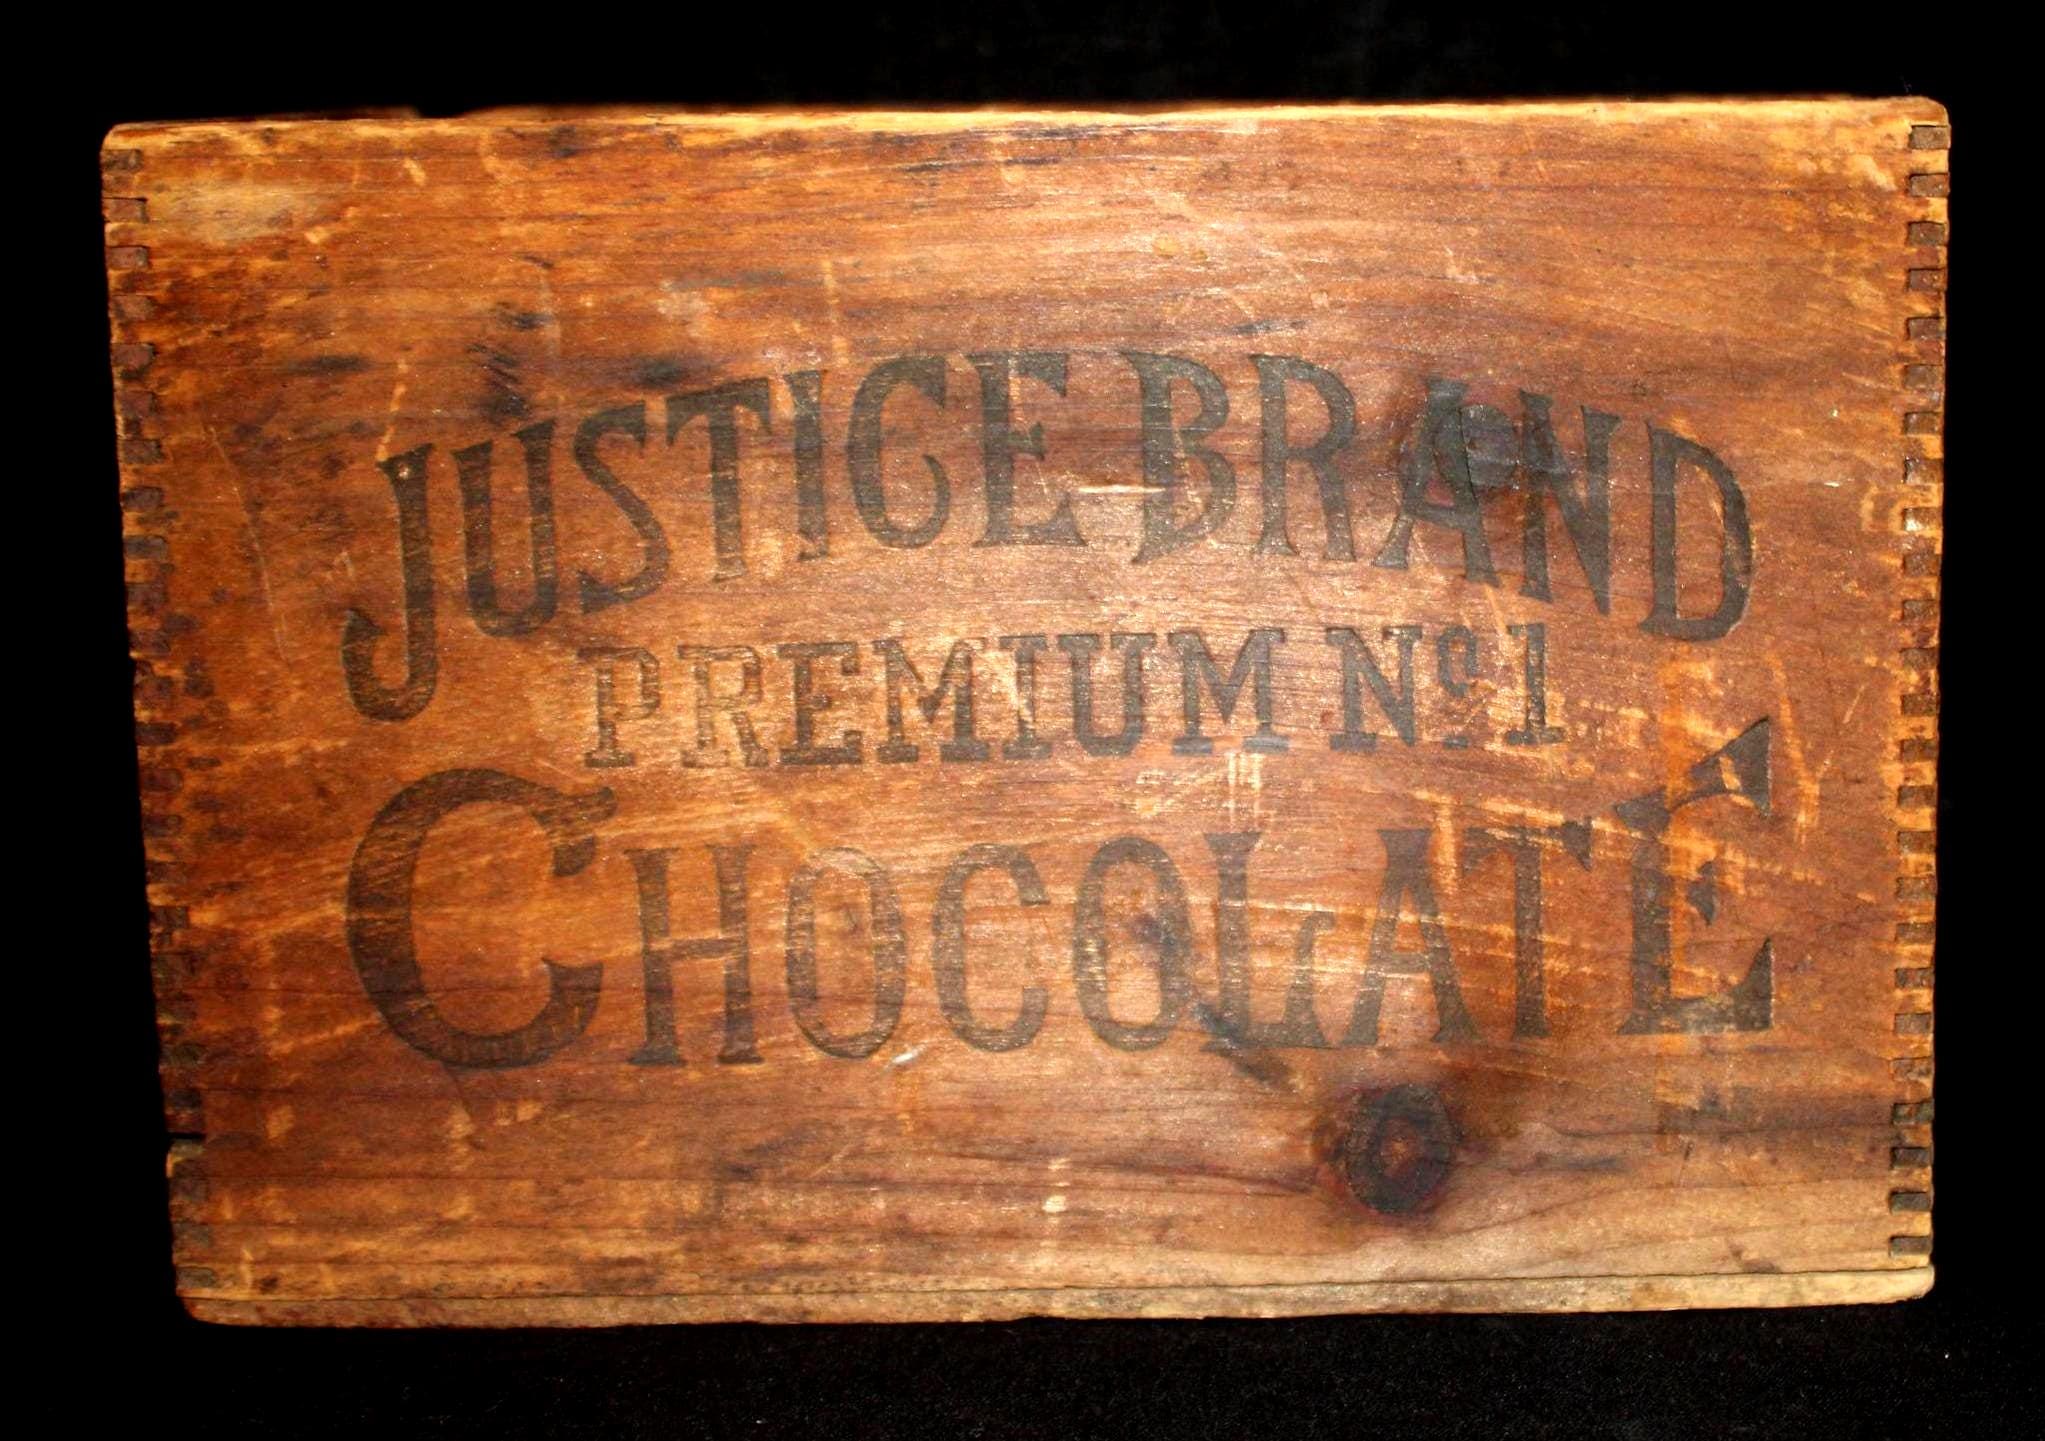 JUSTICE BRAND
PREMIUM No 1
CHOCOLATE